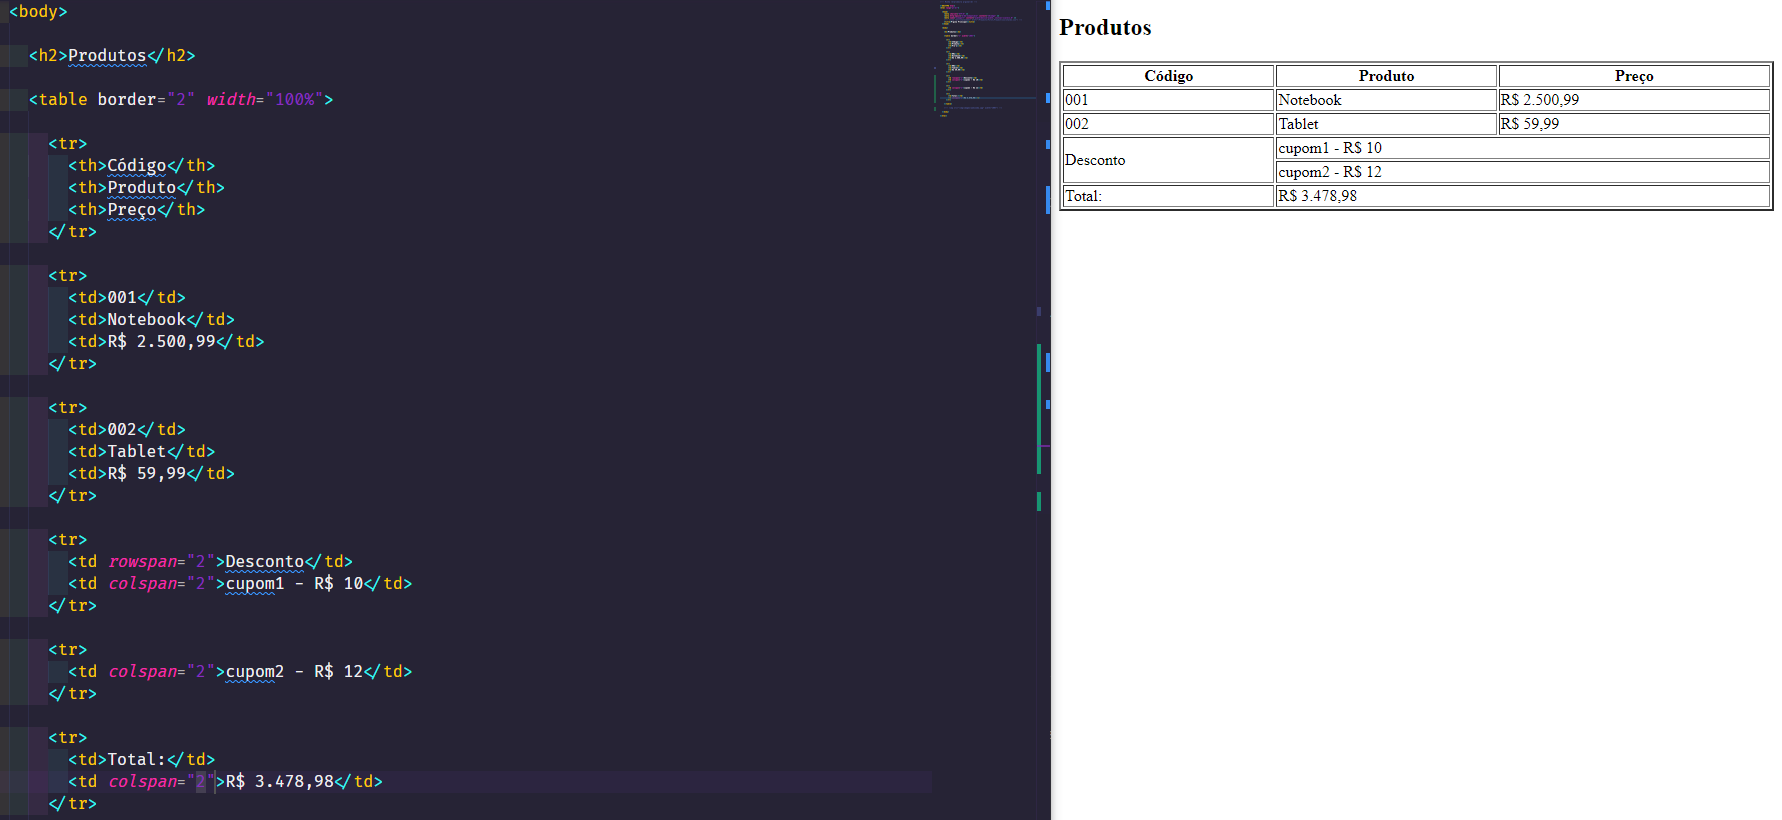 <body>
<h2>Produtos</h2>
<table border="2" width="100%">
<tr>
<th>Código</th>
<th>Produto</th>
<th>Preço</th>
</tr>
<tr>
<td>001</td>
<td>Notebook</td>
<td>R$ 2.500,99</td>
</tr>
<tr>
<td>002</td>
<td>Tablet</td>
<td>R$ 59,99</td>
</tr>
<tr>
<td rowspan="2">Desconto</td>
<td colspan="2">cupom1 - R$ 10</td>
</tr>
<tr>
<td colspan="2">cupom2 - R$ 12</td>
</tr>
<tr>
<td>Total:</td>
<td colspan="2">R$ 3.478,98</td>
</tr>
Produtos
Código Produto Preço
001 Notebook R$ 2.500,99
002 Tablet R$ 59,99
Desconto
cupom1 - R$ 10
cupom2 - R$ 12
Total: R$ 3.478,98